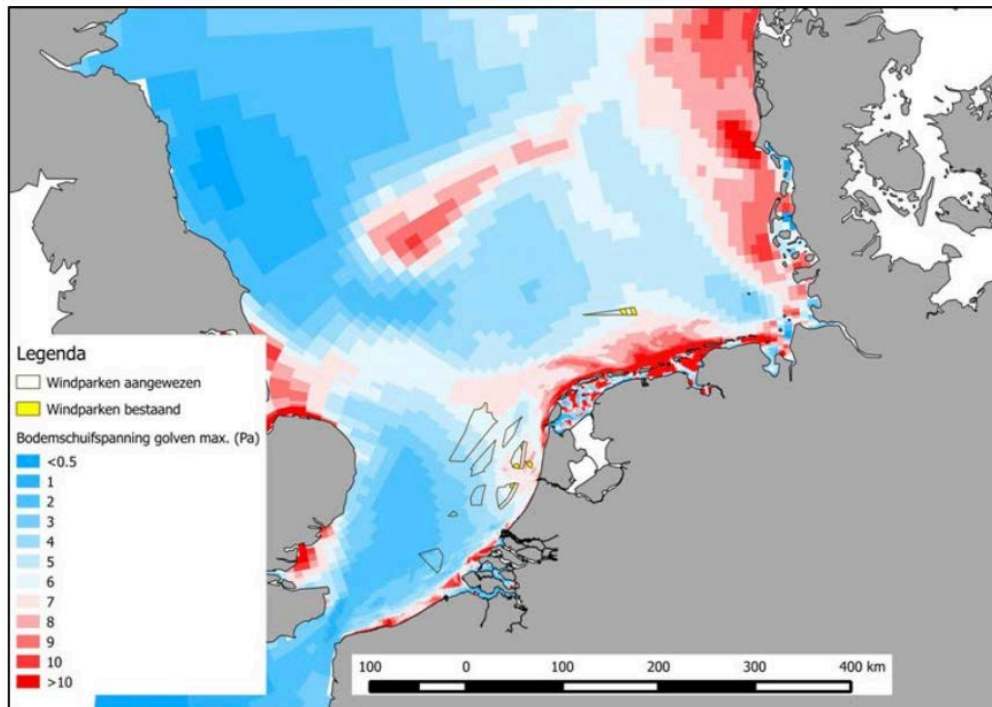 Legenda
Windparken aangewezen
Windparken bestaand
Bodemschuifspanning golven max. (Pa)
<0.5
1
2
3
4
5
6
7
8
9
10
>10
100 0 100 200 300 400 km